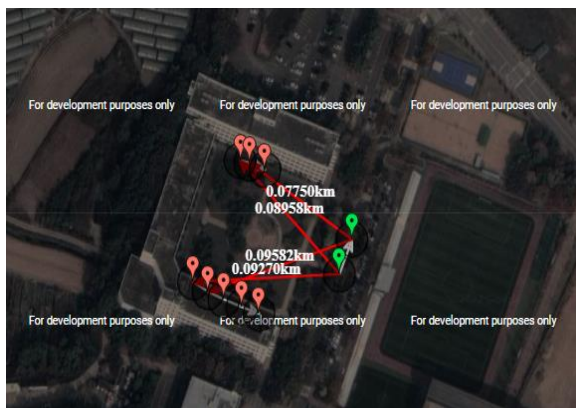 For development purposes only
For development purposes only
For development purposes only
0.07750km
0.08958km
0.09582km
0.09270km
For development purposes only
For development purposes only
For development purposes only